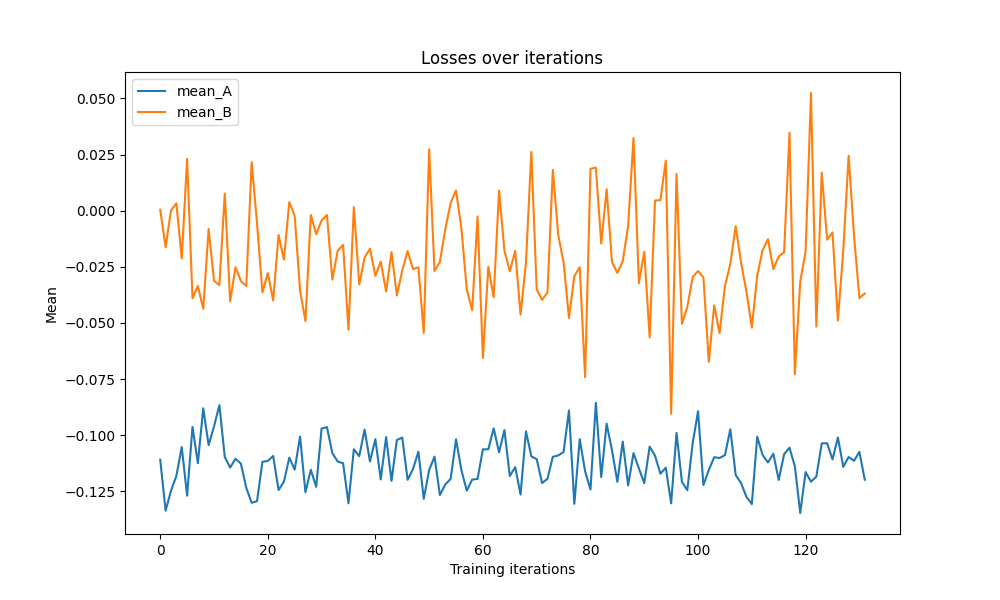 Losses over iterations
mean_A
mean_B
0.050
0.025
0.000
−0.025
−0.050
−0.075
−0.100
−0.125
Mean
0 20 40 60 80 100 120
Training iterations